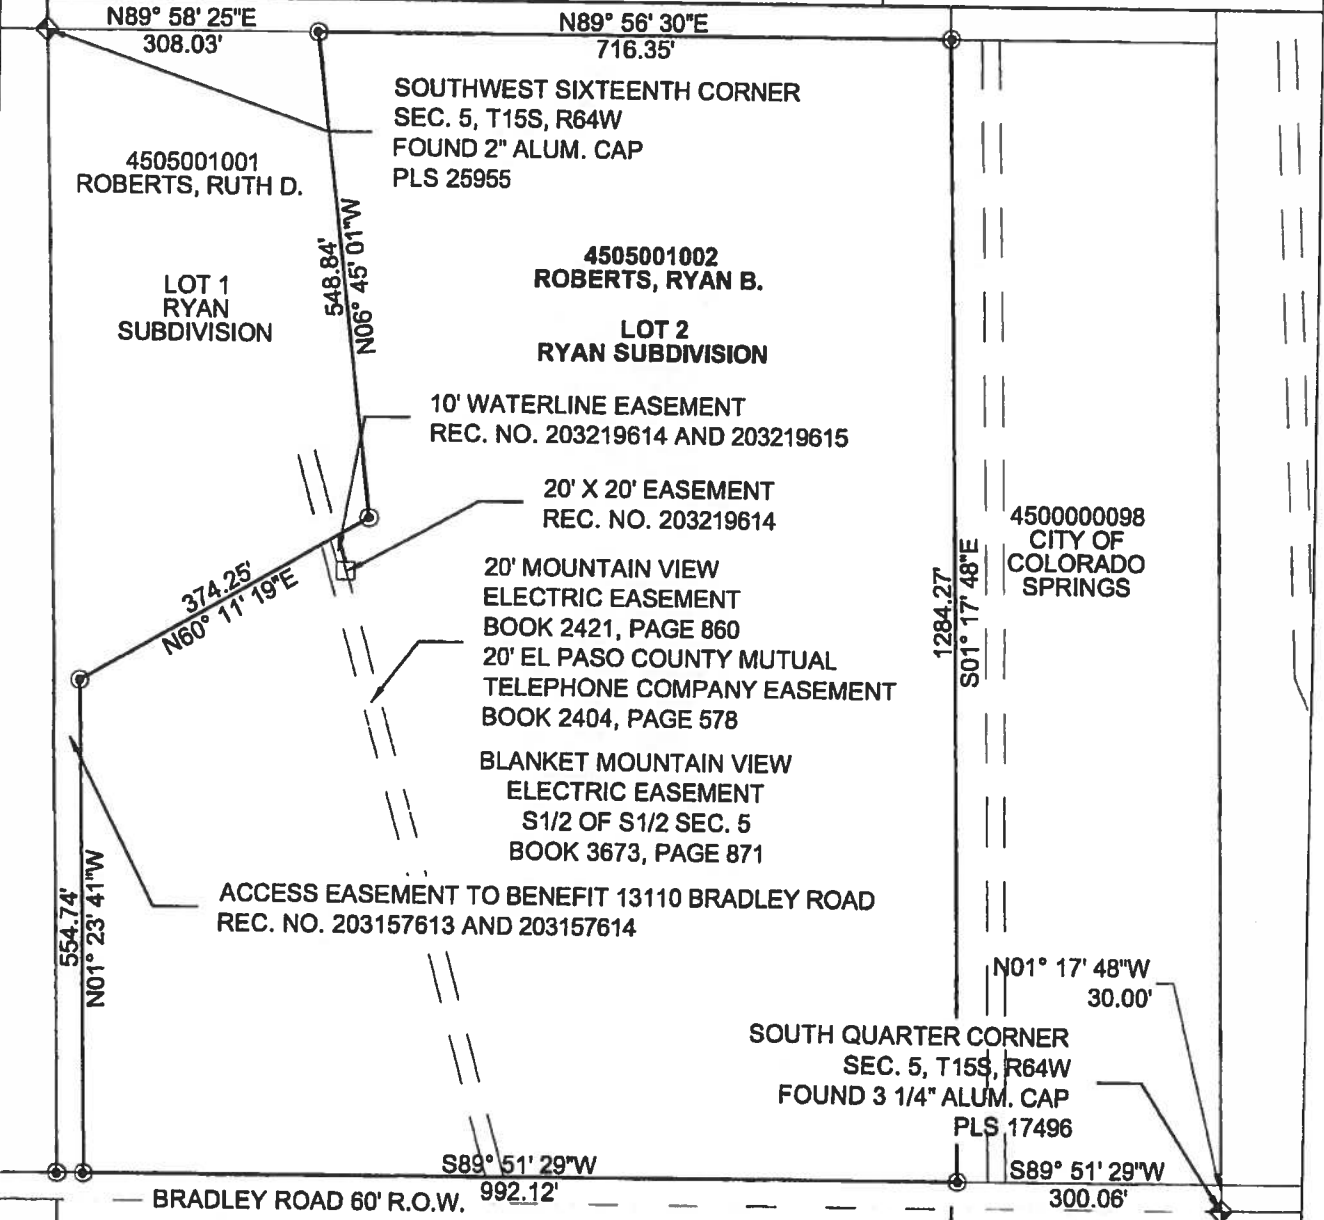 N89° 58' 25"E
308.03'
N89° 56' 30"E
716.35'
SOUTHWEST SIXTEENTH CORNER
SEC. 5, T15S, R64W
FOUND 2" ALUM. CAP
PLS 25955
4505001001
ROBERTS, RUTH D.
LOT 1
RYAN
SUBDIVISION
548.84'
N06° 45' 01"W
4505001002
ROBERTS, RYAN B.
LOT 2
RYAN SUBDIVISION
10' WATERLINE EASEMENT
REC. NO. 203219614 AND 203219615
20' X 20' EASEMENT
REC. NO. 203219614
374.25'
N60° 11' 19"E
20' MOUNTAIN VIEW
ELECTRIC EASEMENT
BOOK 2421, PAGE 860
20' EL PASO COUNTY MUTUAL
TELEPHONE COMPANY EASEMENT
BOOK 2404, PAGE 578
1284.27'
S01° 17' 48"E
4500000098
CITY OF
COLORADO
SPRINGS
BLANKET MOUNTAIN VIEW
ELECTRIC EASEMENT
S1/2 OF S1/2 SEC. 5
BOOK 3673, PAGE 871
ACCESS EASEMENT TO BENEFIT 13110 BRADLEY ROAD
REC. NO. 203157613 AND 203157614
554.74'
N01° 23' 41"W
N01° 17' 48"W
30.00'
SOUTH QUARTER CORNER
SEC. 5, T15S, R64W
FOUND 3 1/4" ALUM. CAP
PLS 17496
S89° 51' 29"W
992.12'
S89° 51' 29"W
300.06'
BRADLEY ROAD 60' R.O.W.